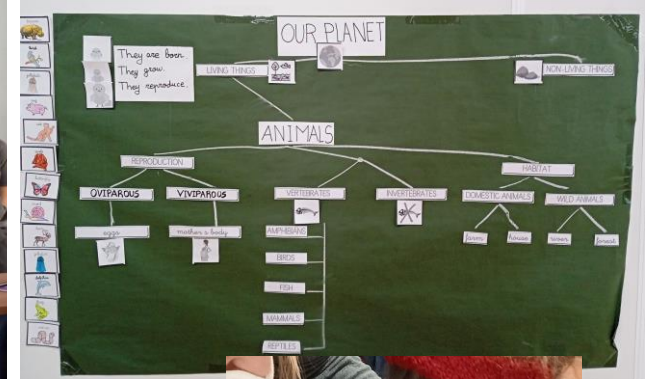 OUR PLANET
They are born.
They grow.
They reproduce.
LIVING THINGS
NON-LIVING THINGS
ANIMALS
REPRODUCTION
HABITAT
OVIPAROUS
VIVIPAROUS
VERTEBRATES
INVERTEBRATES
DOMESTIC ANIMALS
WILD ANIMALS
eggs
mother's body
AMPHIBIANS
farm
house
water
forest
BIRDS
FISH
MAMMALS
REPTILES